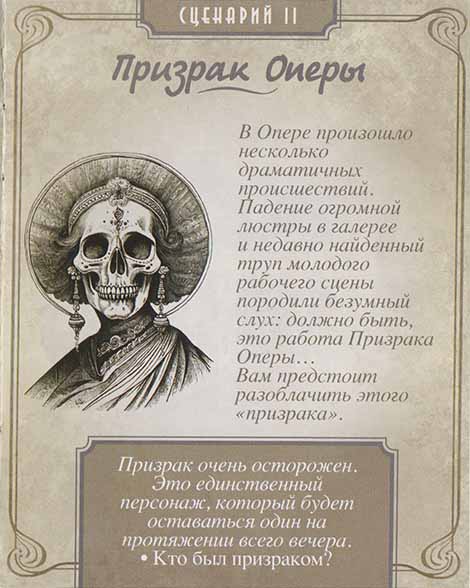 СЦЕНАРИЙ II
Призрак Оперы
В Опере произошло
несколько
драматичных
происшествий.
Падение огромной
люстры в галерее
и недавно найденный
труп молодого
рабочего сцены
породили безумный
слух: должно быть,
это работа Призрака
Оперы...
Вам предстоит
разоблачить этого
«призрака».
Призрак очень осторожен.
Это единственный
персонаж, который будет
оставаться один на
протяжении всего вечера.
• Кто был призраком?